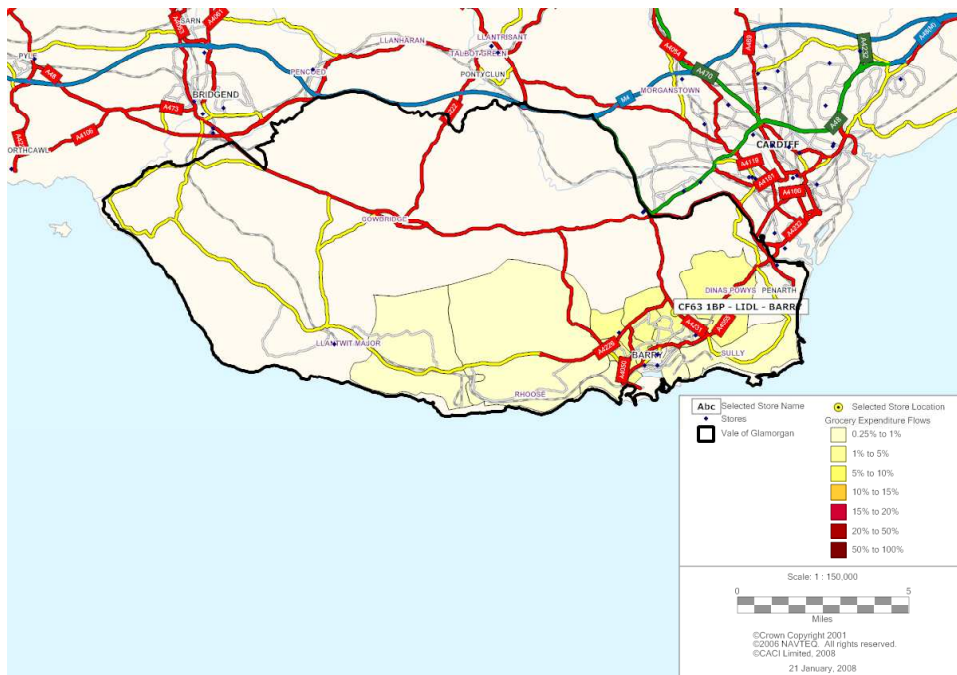 SARN
A4061
A4063
LLANHARAN
LLANTRISANT
TALBOT GREEN
PYLE
A48
PENCOED
PONTYCLUN
A4054
A470
A469
A4232
A48(M)
MORGANSTOWN
M4
BRIDGEND
A473
A4106
ORTHCAWL
A48
CARDIFF
A4119
A4161
A4160
A4232
COWBRIDGE
DINAS POWYS
PENARTH
CF63 1BP - LIDL - BARRY
A4231
A4055
LLANTWIT MAJOR
A4226
BARRY
SULLY
A4050
RHOOSE
Abc Selected Store Name
Stores
Vale of Glamorgan
Selected Store Location
Grocery Expenditure Flows
0.25% to 1%
1% to 5%
5% to 10%
10% to 15%
15% to 20%
20% to 50%
50% to 100%
Scale: 1 : 150,000
0 5
Miles
©Crown Copyright 2001
©2006 NAVTEQ. All rights reserved.
©CACI Limited, 2008
21 January, 2008